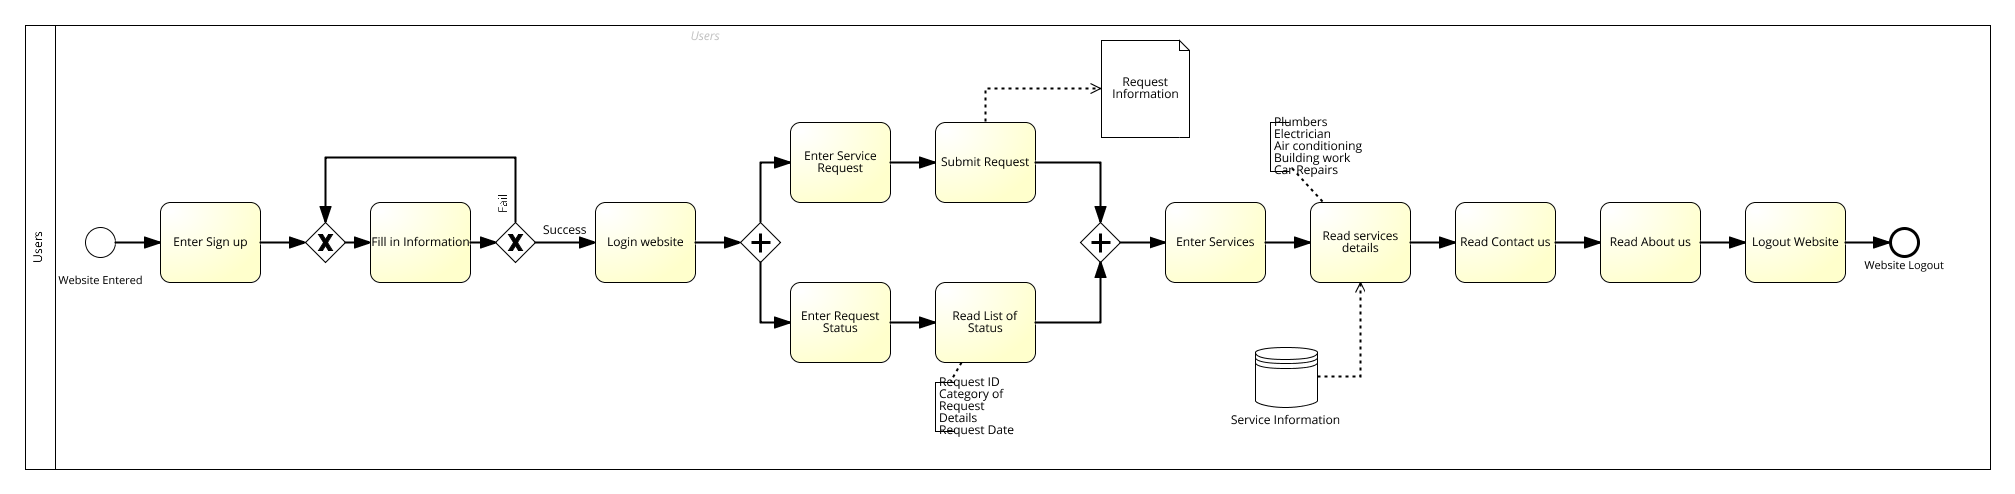 Users
Users
Website Entered
Enter Sign up
Fill in Information
Fail
Success
Login website
Enter Service
Request
Submit Request
Request
Information
Enter Request
Status
Read List of
Status
Request ID
Category of
Request
Details
Request Date
Enter Services
Plumbers
Electrician
Air conditioning
Building work
Car Repairs
Read services
details
Service Information
Read Contact us
Read About us
Logout Website
Website Logout